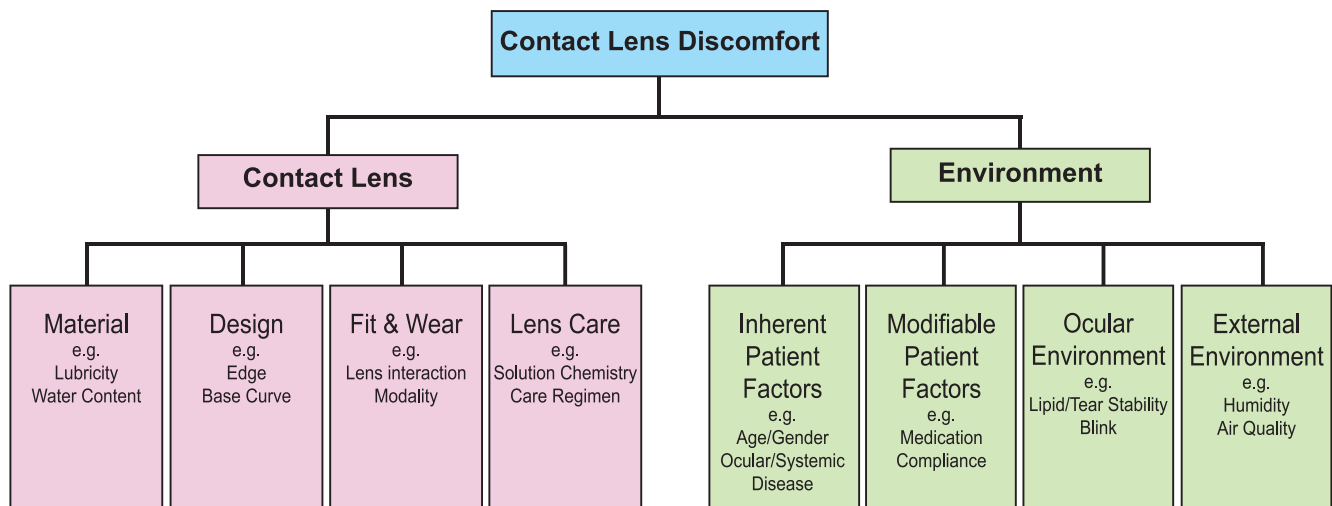 Contact Lens Discomfort
Contact Lens
Environment
Material
e.g.
Lubricity
Water Content
Design
e.g.
Edge
Base Curve
Fit & Wear
e.g.
Lens interaction
Modality
Lens Care
e.g.
Solution Chemistry
Care Regimen
Inherent
Patient
Factors
e.g.
Age/Gender
Ocular/Systemic
Disease
Modifiable
Patient
Factors
e.g.
Medication
Compliance
Ocular
Environment
e.g.
Lipid/Tear Stability
Blink
External
Environment
e.g.
Humidity
Air Quality